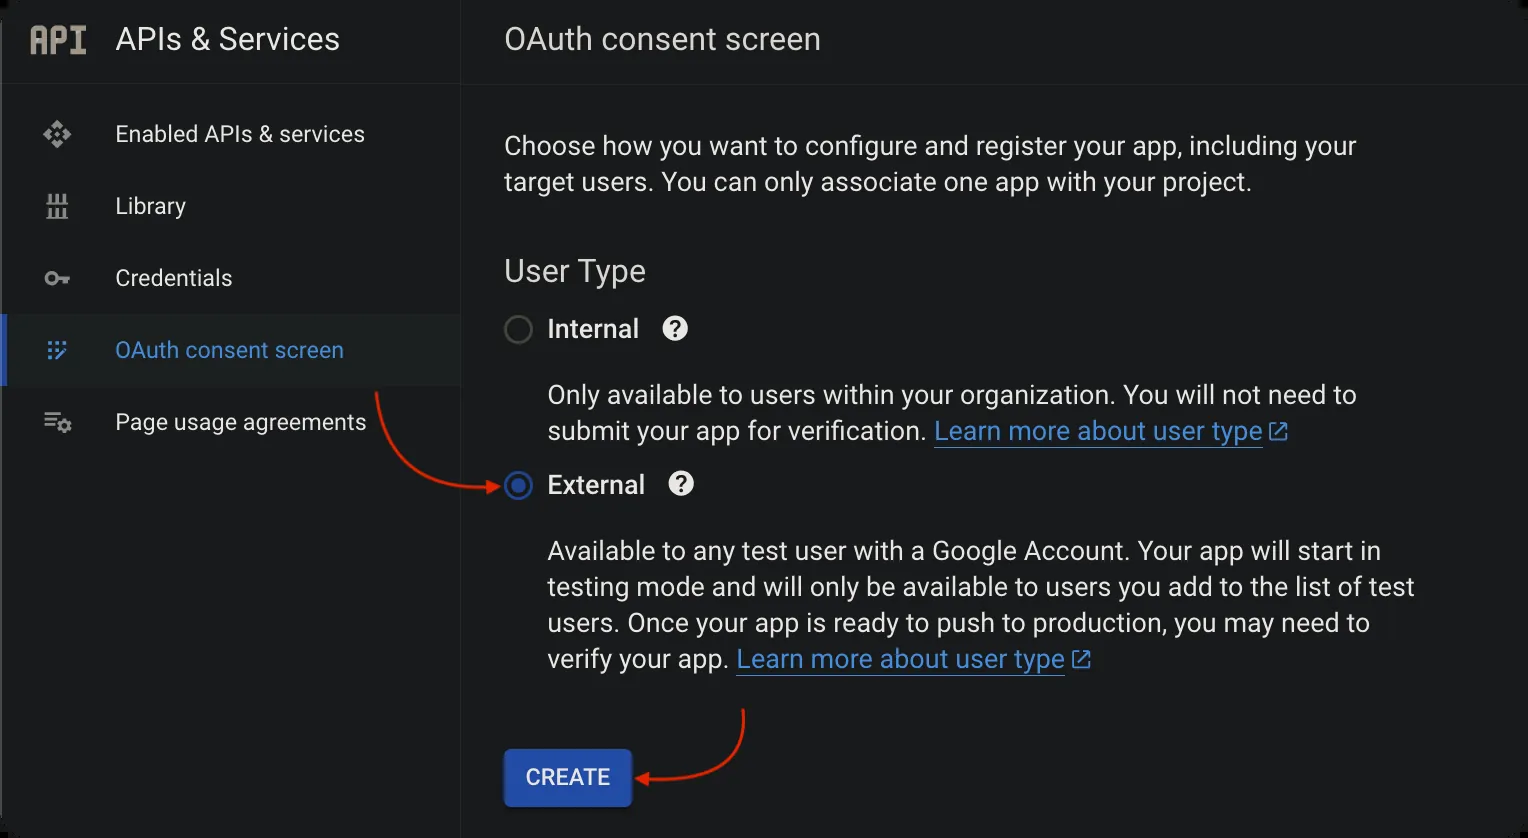 API APIs & Services
Enabled APIs & services
Library
Credentials
OAuth consent screen
Page usage agreements
OAuth consent screen
Choose how you want to configure and register your app, including your
target users. You can only associate one app with your project.
User Type
Internal
Only available to users within your organization. You will not need to
submit your app for verification. Learn more about user type
External
Available to any test user with a Google Account. Your app will start in
testing mode and will only be available to users you add to the list of test
users. Once your app is ready to push to production, you may need to
verify your app. Learn more about user type
CREATE